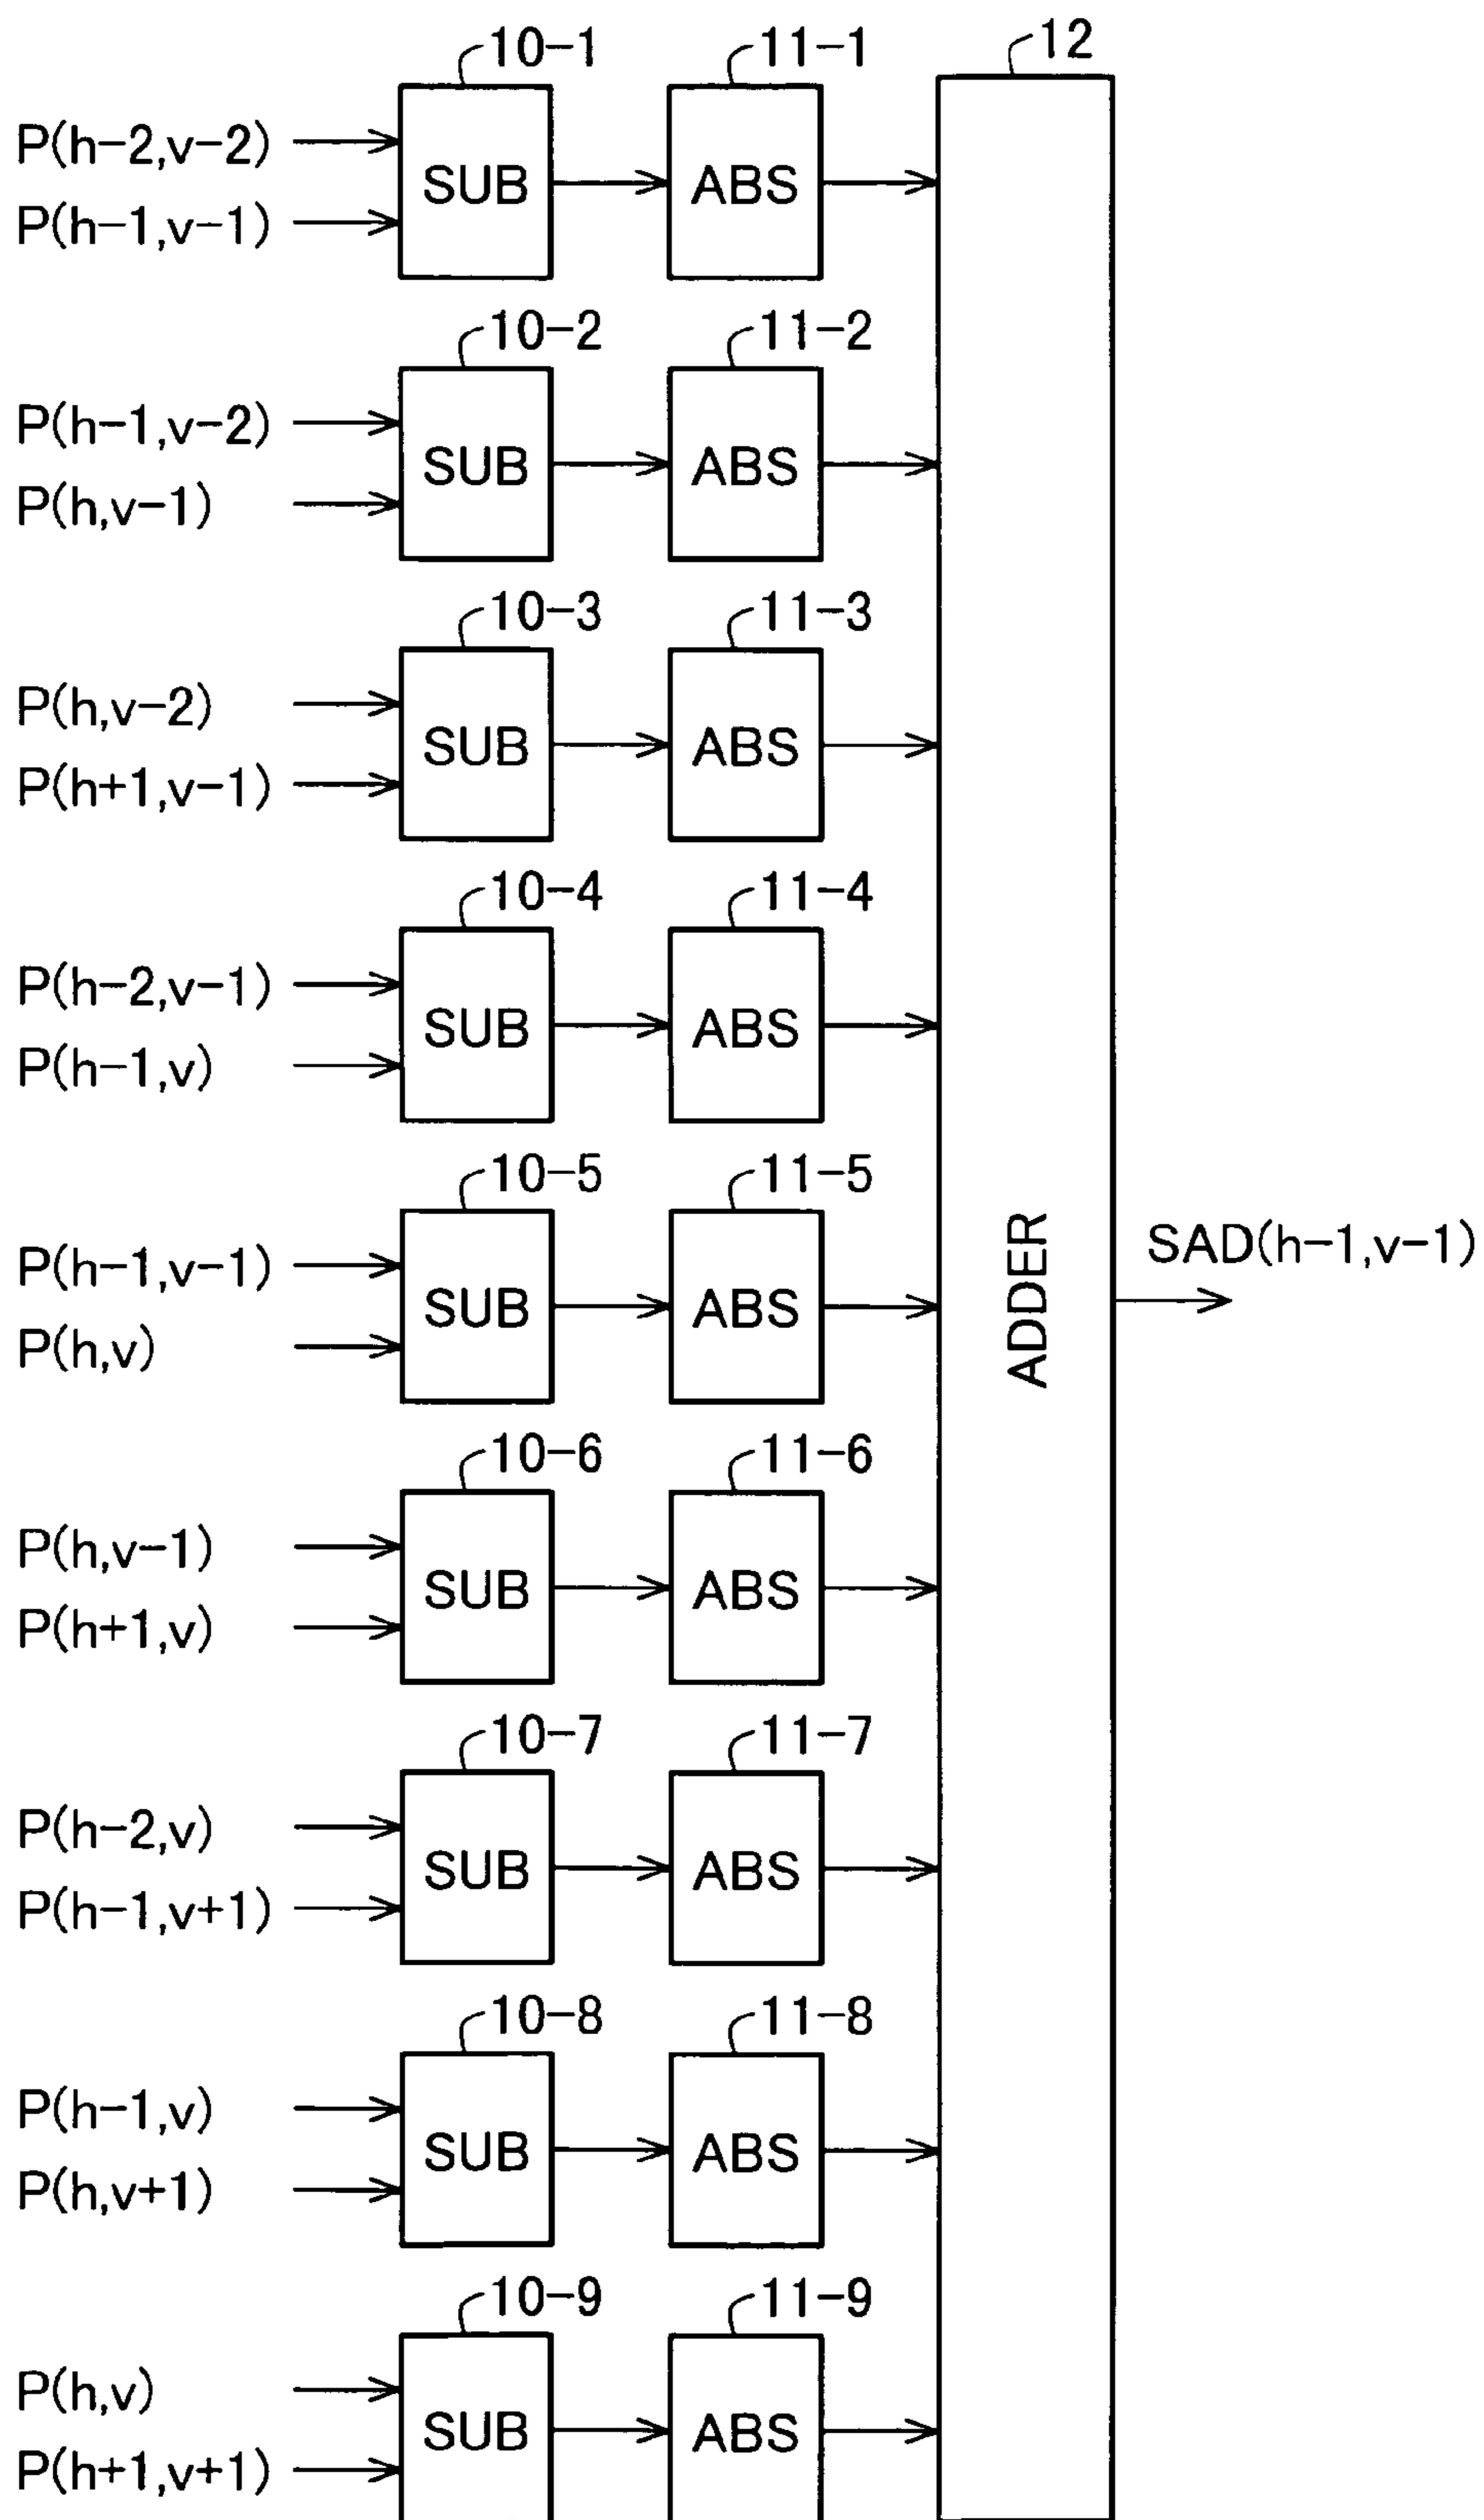 10-1 11-1 12
P(h-2,v-2)
SUB ABS
P(h-1,v-1)
10-2 11-2
P(h-1,v-2)
SUB ABS
P(h,v-1)
10-3 11-3
P(h,v-2)
SUB ABS
P(h+1,v-1)
10-4 11-4
P(h-2,v-1)
SUB ABS
P(h-1,v)
10-5 11-5
SAD(h-1,v-1)
P(h-1,v-1)
ADDER
SUB ABS
P(h,v)
10-6 11-6
P(h,v-1)
SUB ABS
P(h+1,v)
10-7 11-7
P(h-2,v)
SUB ABS
P(h-1,v+1)
10-8 11-8
P(h-1,v)
SUB ABS
P(h,v+1)
10-9 11-9
P(h,v)
SUB ABS
P(h+1,v+1)